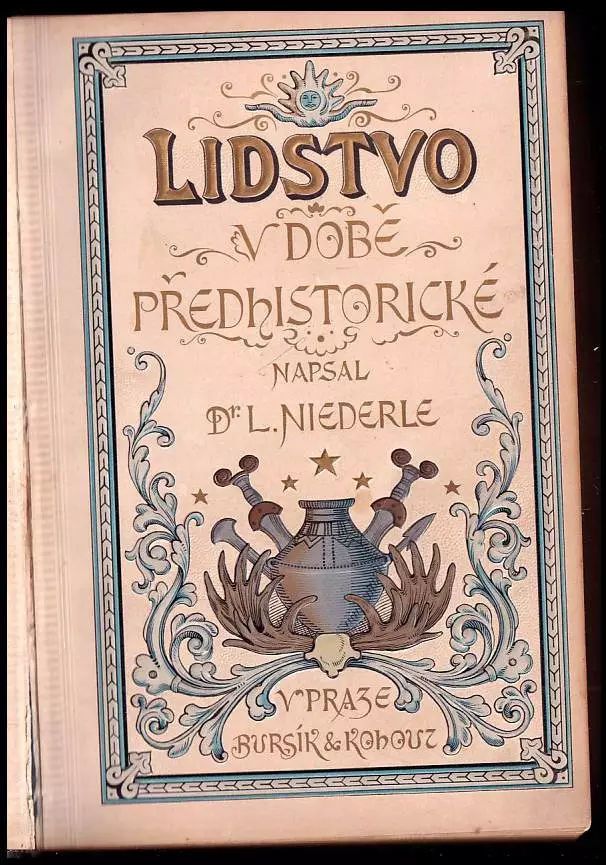 LIDSTVO
V DOBĚ
PŘEDHISTORICKÉ
NAPSAL
Dr. L. NIEDERLE
V PRAZE
BURSÍK & KOHOUT